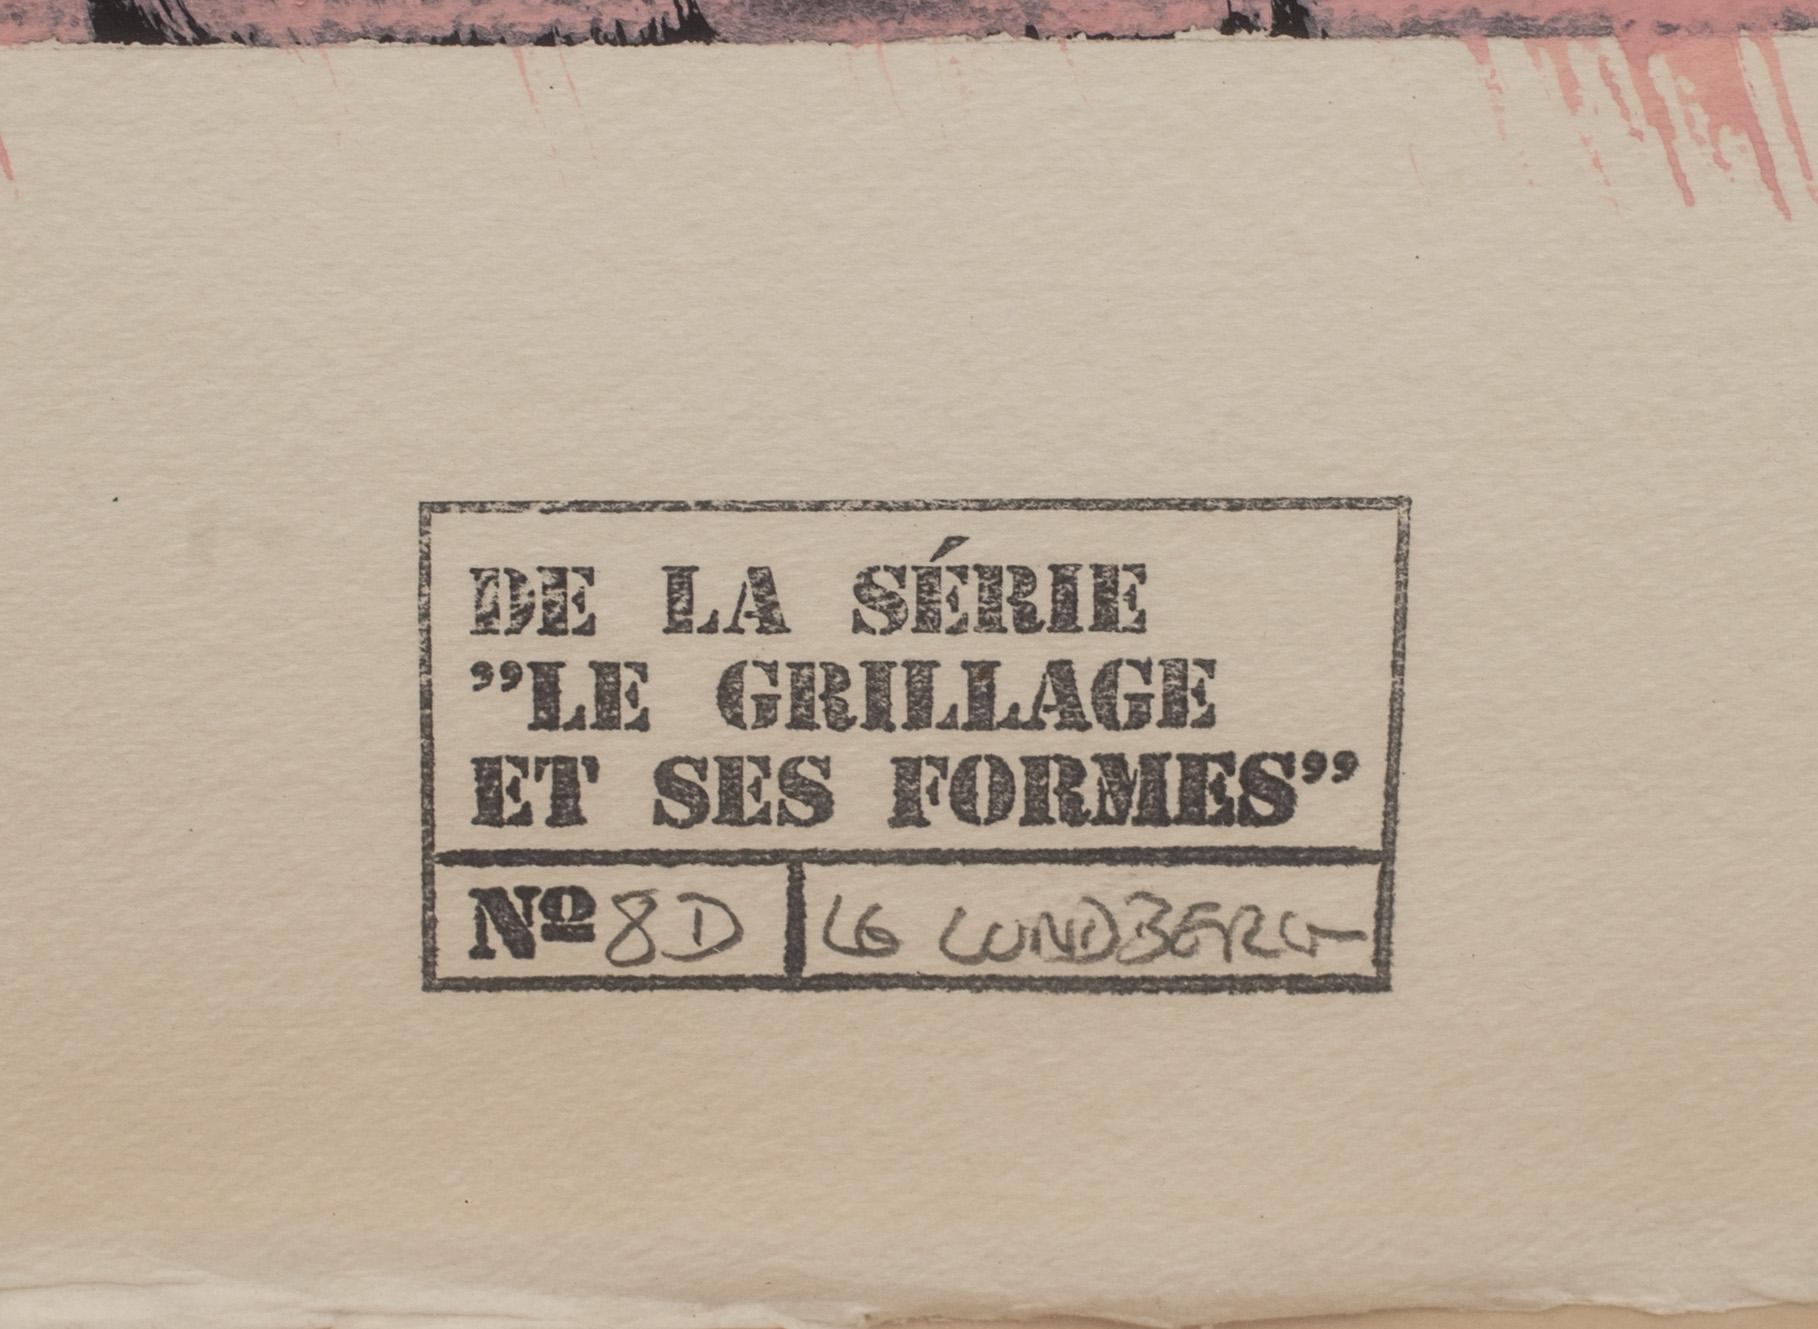 DE LA SÉRIE
”LE GRILLAGE
ET SES FORMES”
Nº 8D LG LUNDBERG